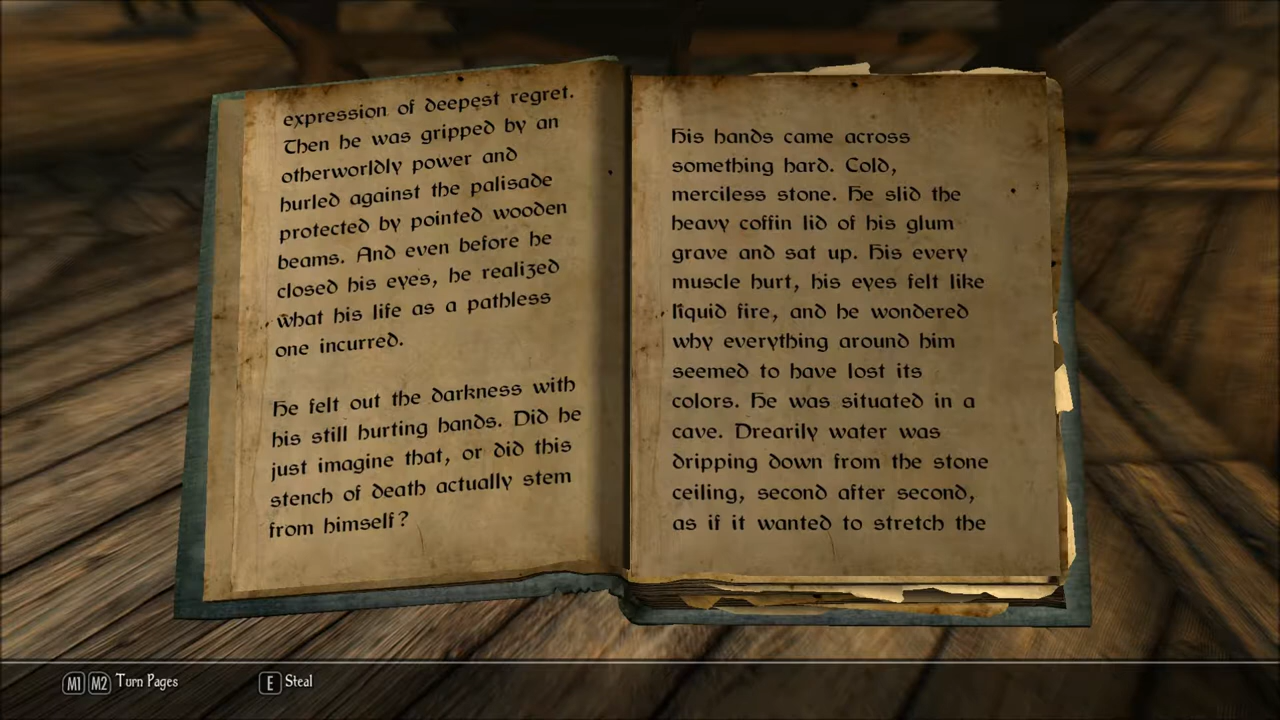 expression of deepest regret.
Then he was gripped by an
otherworldly power and
hurled against the palisade
protected by pointed wooden
beams. And even before he
closed his eyes, he realized
what his life as a pathless
one incurred.
He felt out the darkness with
his still hurting hands. Did he
just imagine that, or did this
stench of death actually stem
from himself?
His hands came across
something hard. Cold,
merciless stone. He slid the
heavy coffin lid of his glum
grave and sat up. His every
muscle hurt, his eyes felt like
liquid fire, and he wondered
why everything around him
seemed to have lost its
colors. He was situated in a
cave. Drearily water was
dripping down from the stone
ceiling, second after second,
as if it wanted to stretch the
M1 M2 Turn Pages
E Steal